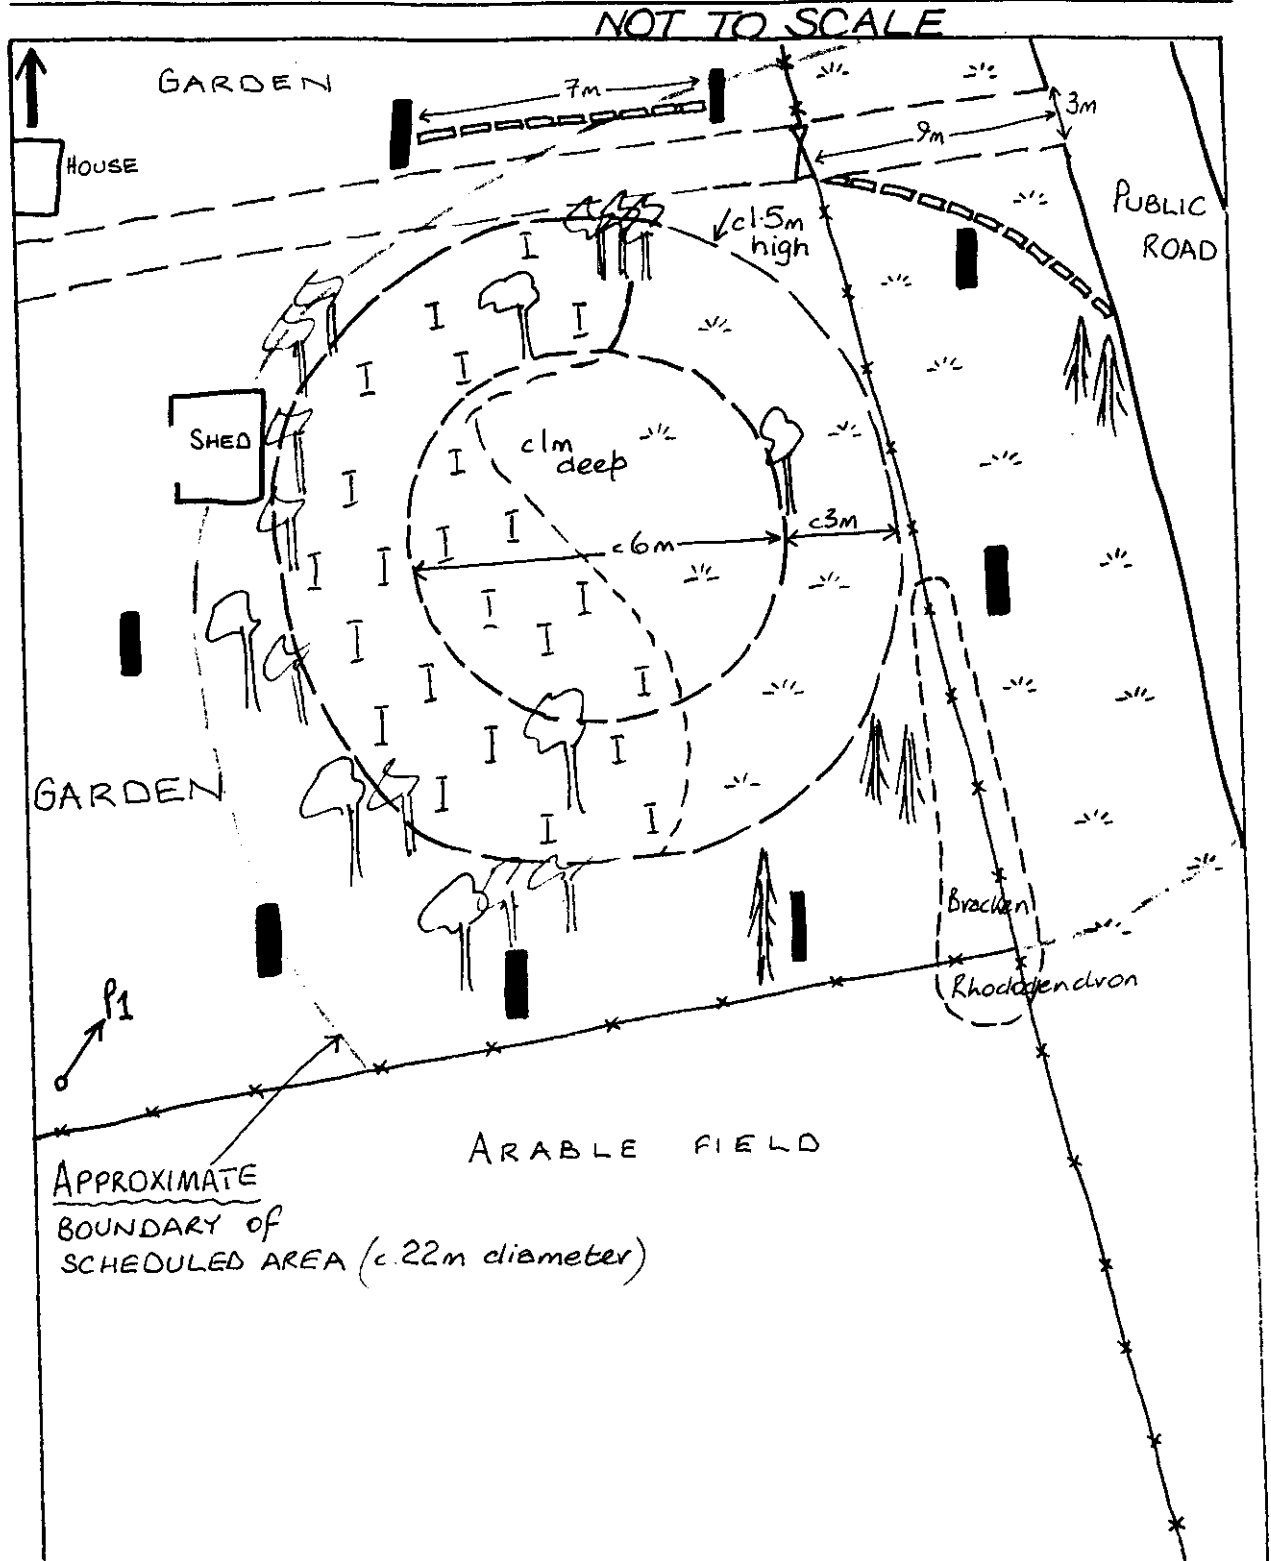 NOT TO SCALE
GARDEN
7m
3m
9m
HOUSE
PUBLIC
ROAD
c1.5m
high
SHED
c1m
deep
c6m
c3m
GARDEN
Bracken
Rhododendron
P1
ARABLE FIELD
APPROXIMATE
BOUNDARY of
SCHEDULED AREA (c.22m diameter)